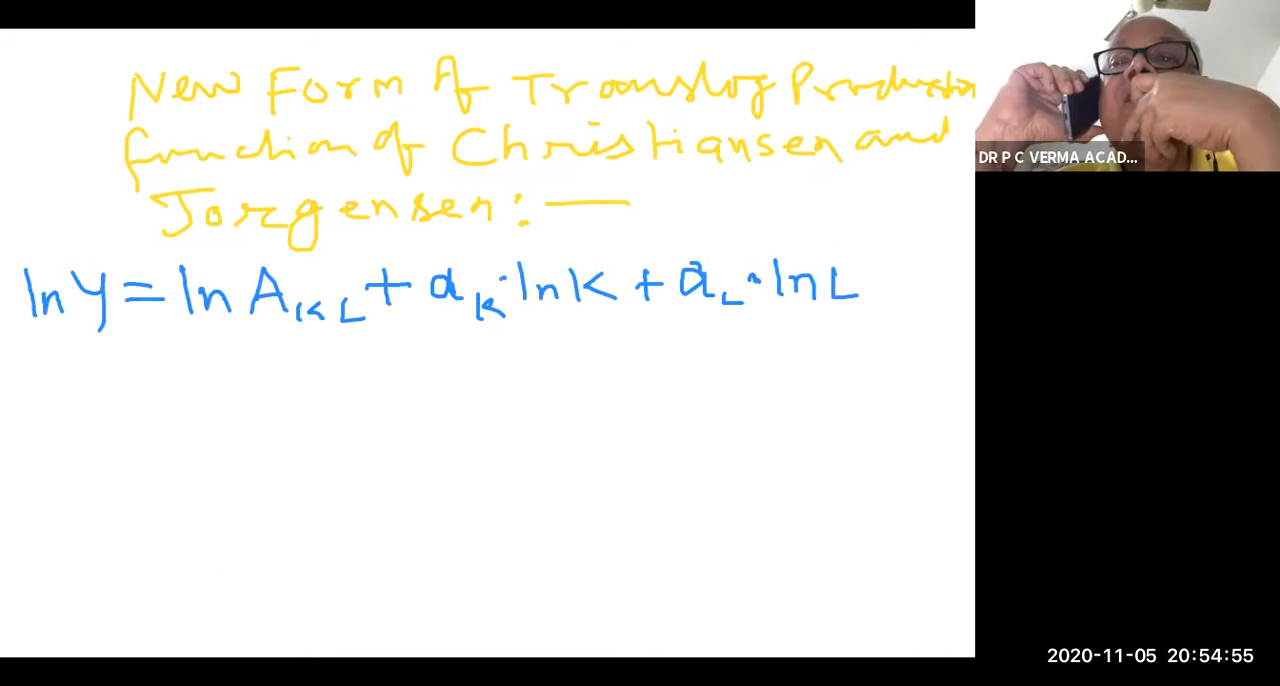 New Form of Translog Production
function of Christiansen and
Jorgensen: —
ln Y = ln A_KL + α_K · ln K + α_L · ln L
DR P C VERMA ACAD...
2020-11-05 20:54:55